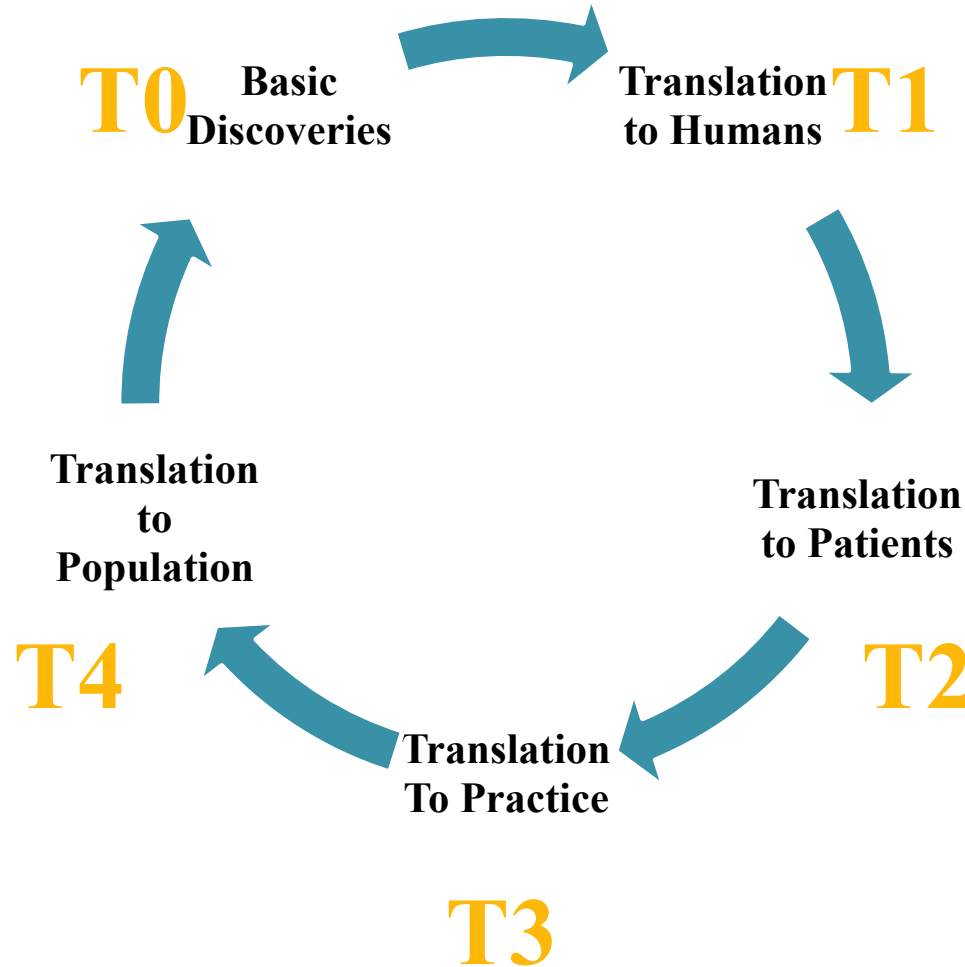 T0
Basic
Discoveries
Translation
to Humans
T1
Translation
to Patients
T2
Translation
To Practice
T3
Translation
to
Population
T4